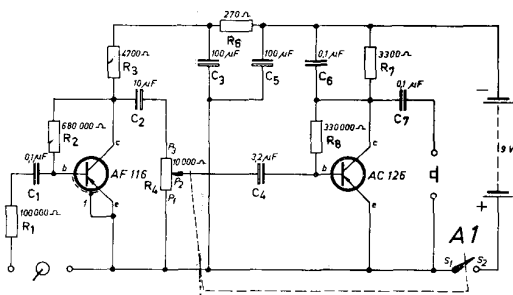 270Ω
R6
4700Ω
R3
10µF
C2
100µF
C3
100µF
C5
0,1µF
C6
3300Ω
R7
0,1µF
C7
680 000Ω
R2
0,1µF
C1
b
c
e
f
AF 116
P3
10 000Ω
R4
P2
P1
3,2µF
C4
330 000Ω
R8
b
c
e
AC 126
100 000Ω
R1
−
9 V
+
A1
S1
S2